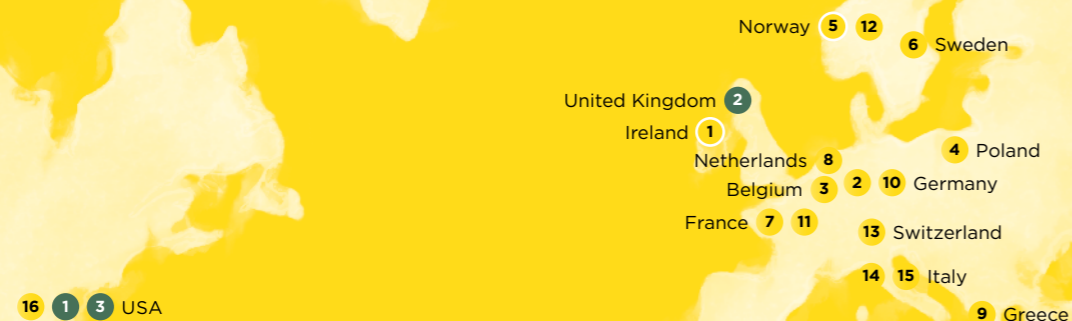 Norway 5 12
6 Sweden
United Kingdom 2
Ireland 1
4 Poland
Netherlands 8
2 10 Germany
Belgium 3
France 7 11
13 Switzerland
14 15 Italy
16 1 3 USA
9 Greece